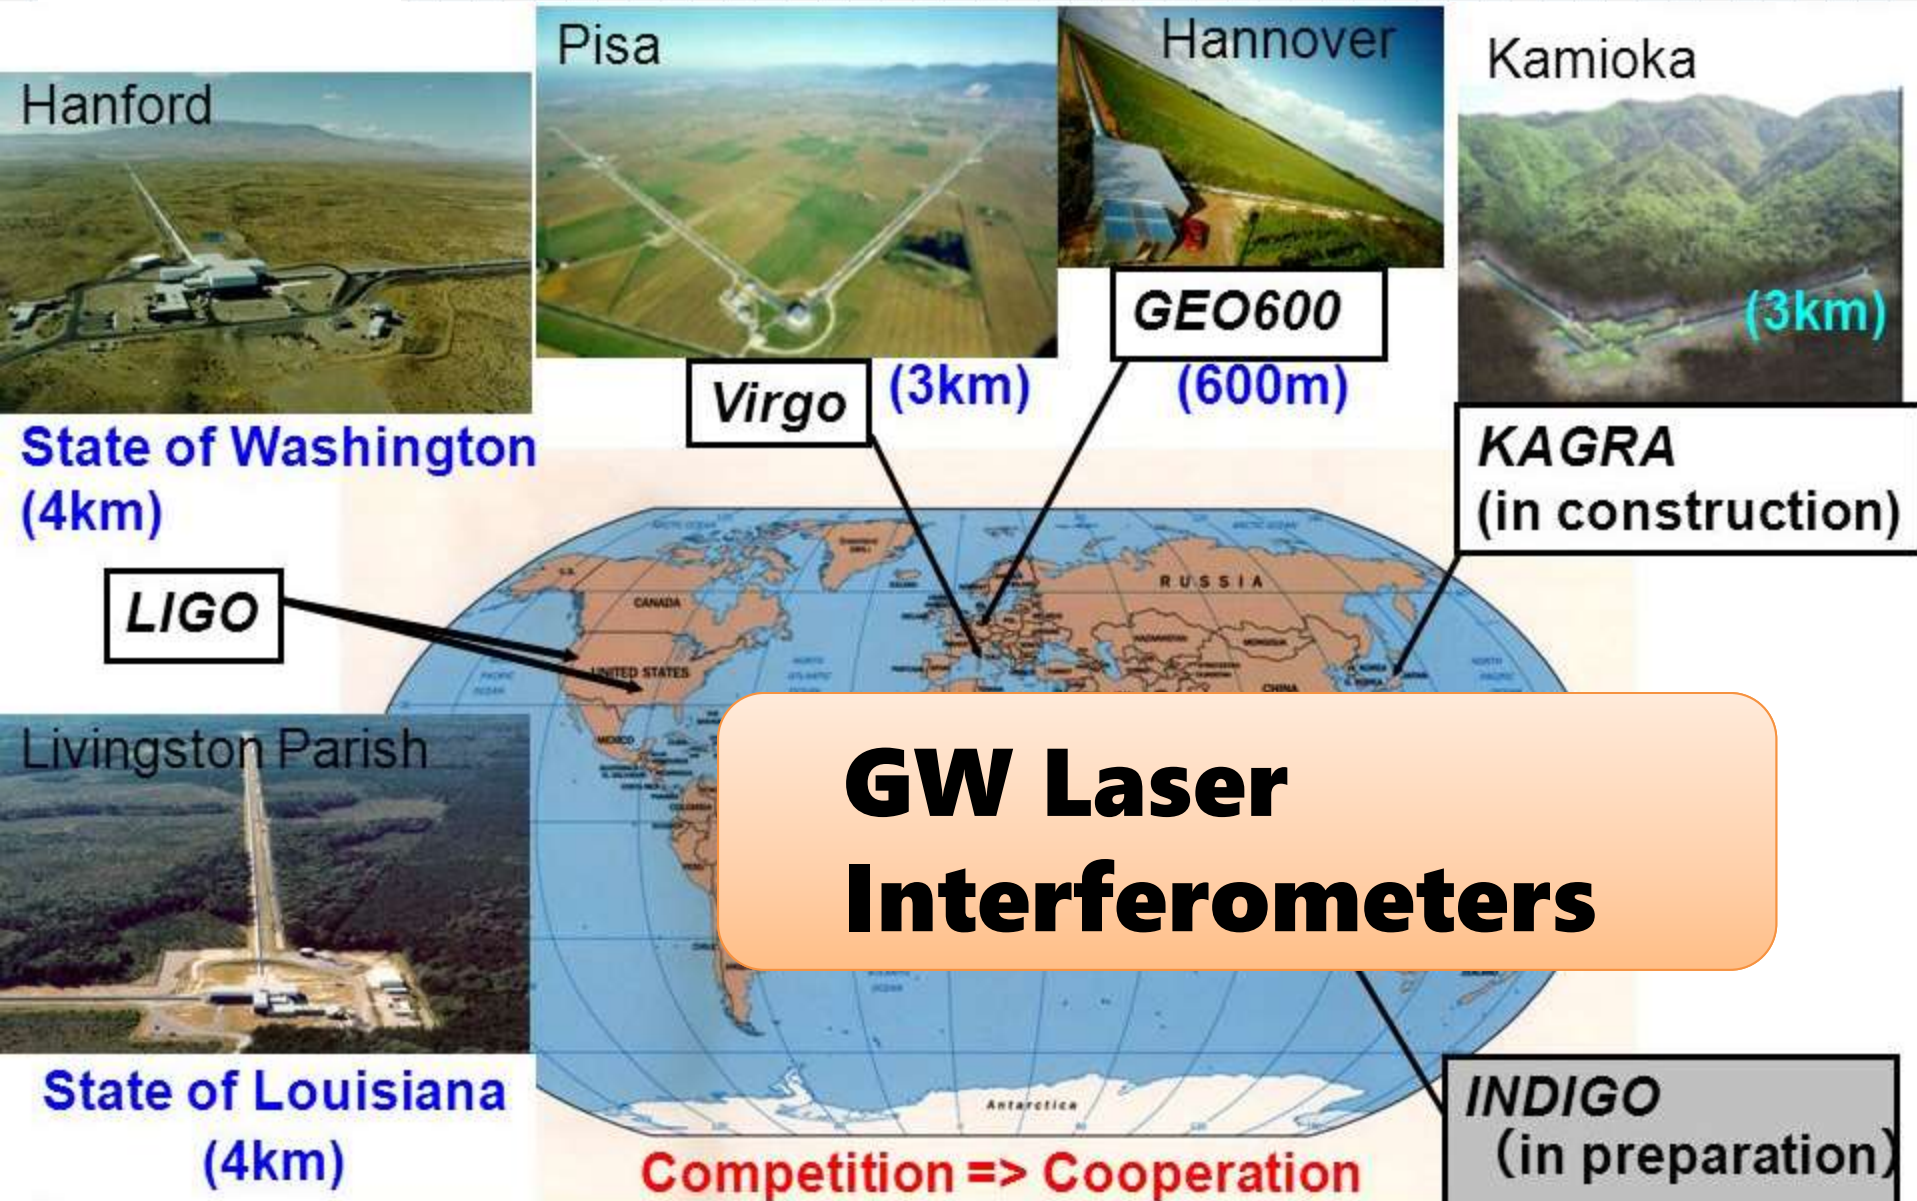 Pisa
Hannover
Kamioka
Hanford
(3km)
GEO600
Virgo
(3km)
(600m)
State of Washington
(4km)
KAGRA
(in construction)
LIGO
RUSSIA
CANADA
UNITED STATES
CHINA
MEXICO
Livingston Parish
GW Laser
Interferometers
Antarctica
State of Louisiana
(4km)
INDIGO
(in preparation)
Competition => Cooperation